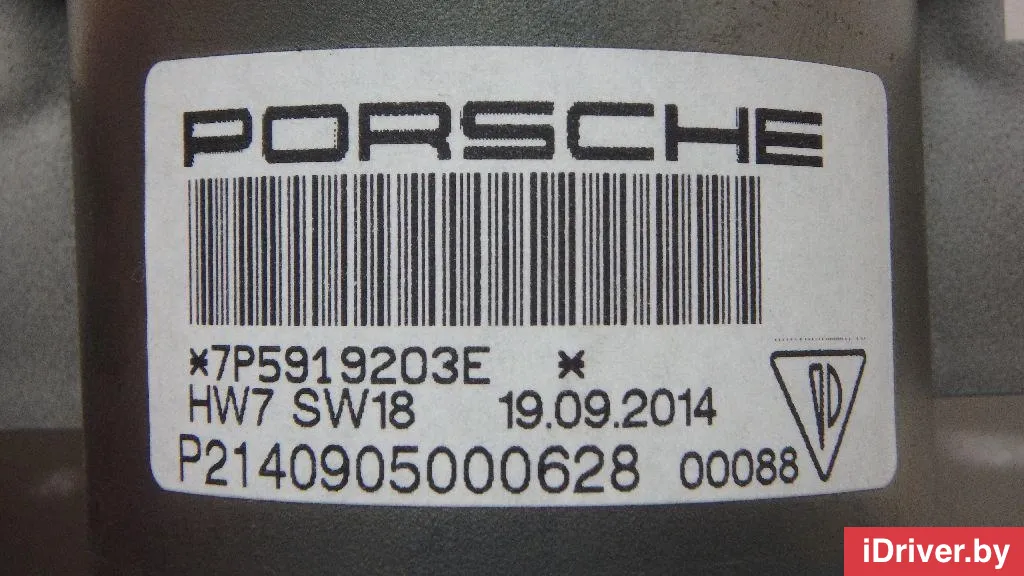 PORSCHE
*7P5919203E *
HW7 SW18 19.09.2014
P2140905000628 00088
iDriver.by